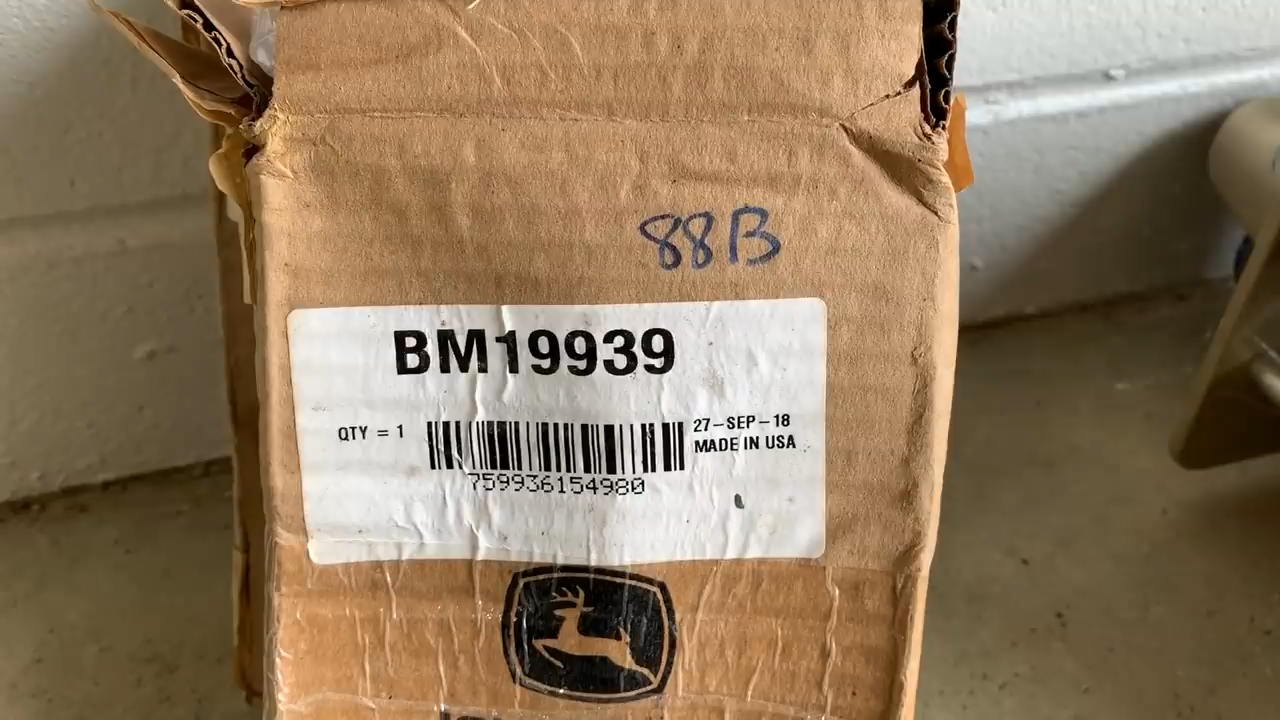 88B
BM19939
QTY = 1
27-SEP-18
MADE IN USA
759936154980